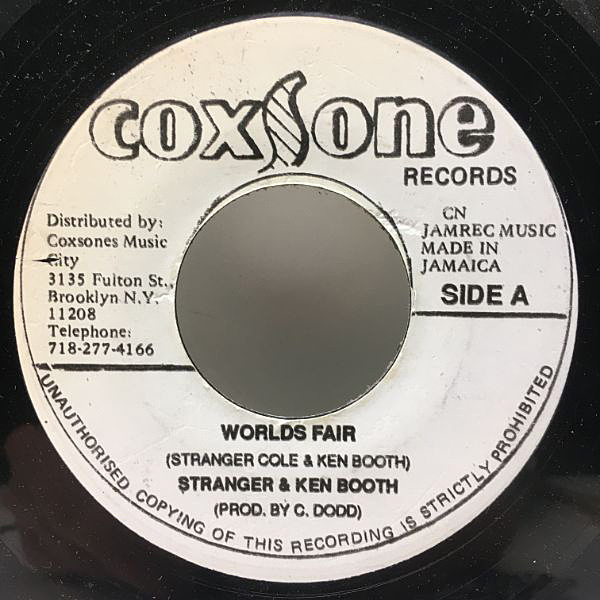 coxsone
RECORDS
Distributed by:
Coxsones Music
City
3135 Fulton St.,
Brooklyn N.Y.
11208
Telephone:
718-277-4166
CN
JAMREC MUSIC
MADE IN
JAMAICA
SIDE A
WORLDS FAIR
(STRANGER COLE & KEN BOOTH)
STRANGER & KEN BOOTH
(PROD. BY C. DODD)
UNAUTHORISED COPYING OF THIS RECORDING IS STRICTLY PROHIBITED